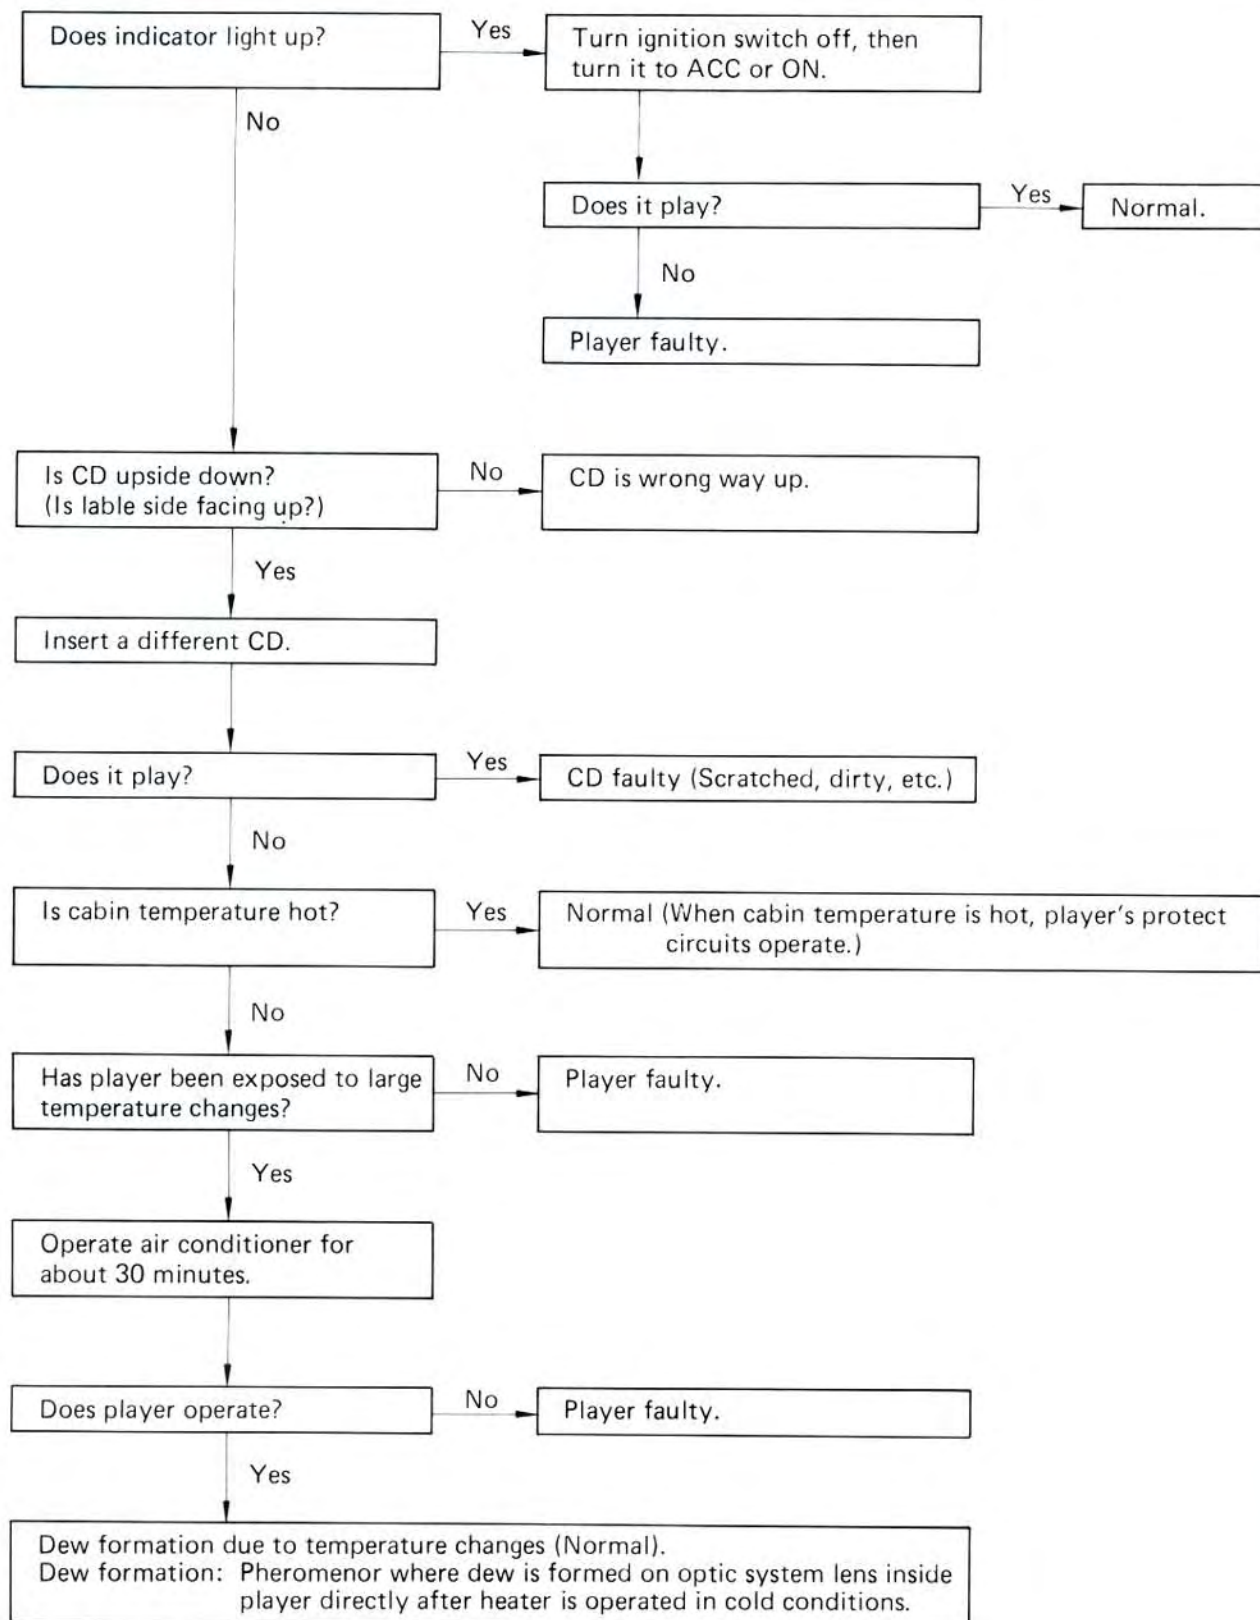 Does indicator light up?
Yes
Turn ignition switch off, then
turn it to ACC or ON.
No
Does it play?
Yes
Normal.
No
Player faulty.
Is CD upside down?
(Is lable side facing up?)
No
CD is wrong way up.
Yes
Insert a different CD.
Does it play?
Yes
CD faulty (Scratched, dirty, etc.)
No
Is cabin temperature hot?
Yes
Normal (When cabin temperature is hot, player's protect
circuits operate.)
No
Has player been exposed to large
temperature changes?
No
Player faulty.
Yes
Operate air conditioner for
about 30 minutes.
Does player operate?
No
Player faulty.
Yes
Dew formation due to temperature changes (Normal).
Dew formation: Pheromenor where dew is formed on optic system lens inside
player directly after heater is operated in cold conditions.